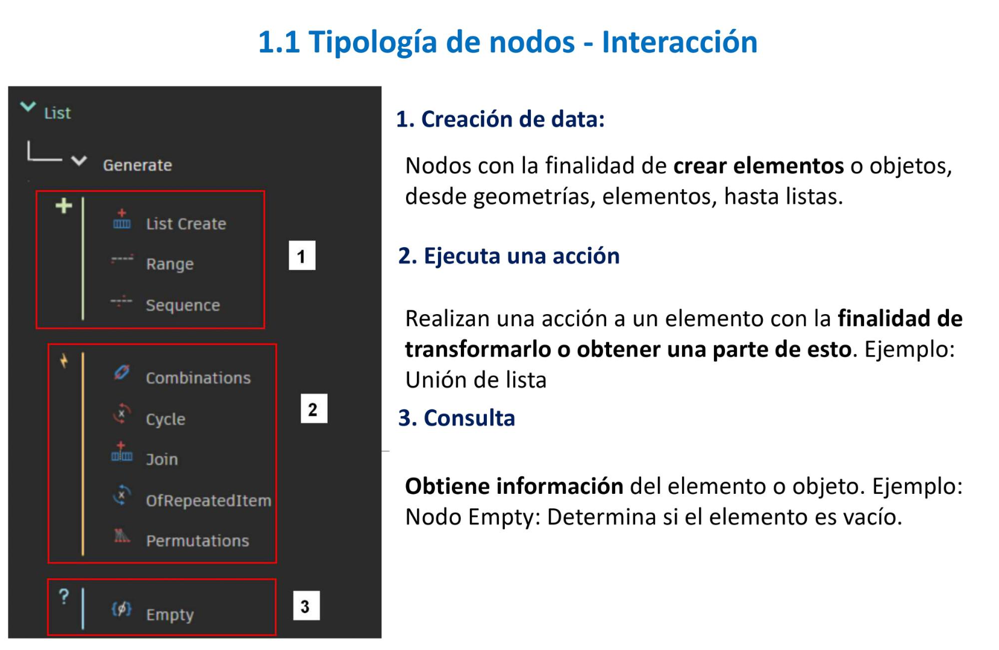 1.1 Tipología de nodos - Interacción
List
Generate
List Create
Range
Sequence
1
Combinations
Cycle
Join
OfRepeatedItem
Permutations
2
?
Empty
3
1. Creación de data:
Nodos con la finalidad de crear elementos o objetos,
desde geometrías, elementos, hasta listas.
2. Ejecuta una acción
Realizan una acción a un elemento con la finalidad de
transformarlo o obtener una parte de esto. Ejemplo:
Unión de lista
3. Consulta
Obtiene información del elemento o objeto. Ejemplo:
Nodo Empty: Determina si el elemento es vacío.